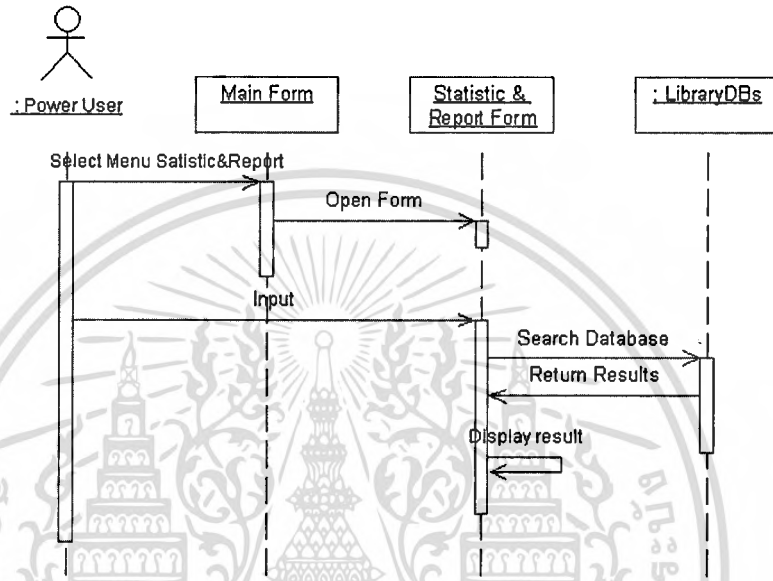 : Power User
Main Form
Statistic &
Report Form
: LibraryDBs
Select Menu Satistic&Report
Open Form
Input
Search Database
Return Results
Display result